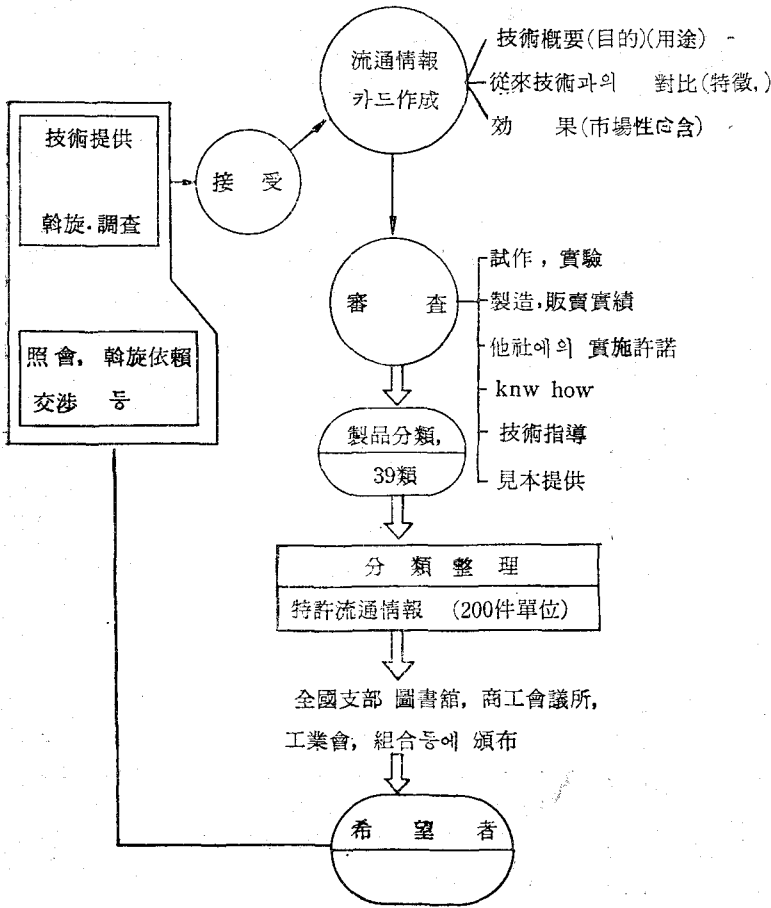 技術提供
斡旋·調査
照會, 斡旋依賴
交涉 등
接 受
流通情報
카드作成
技術概要(目的)(用途)
從來技術과의 對比(特徵,)
効 果(市場性包含)
審 査
試作, 實驗
製造,販賣實績
他社에의 實施許諾
knw how
技術指導
見本提供
製品分類,
39類
分 類 整 理
特許流通情報 (200件單位)
全國支部 圖書舘, 商工會議所,
工業會, 組合등에 頒布
希 望 者